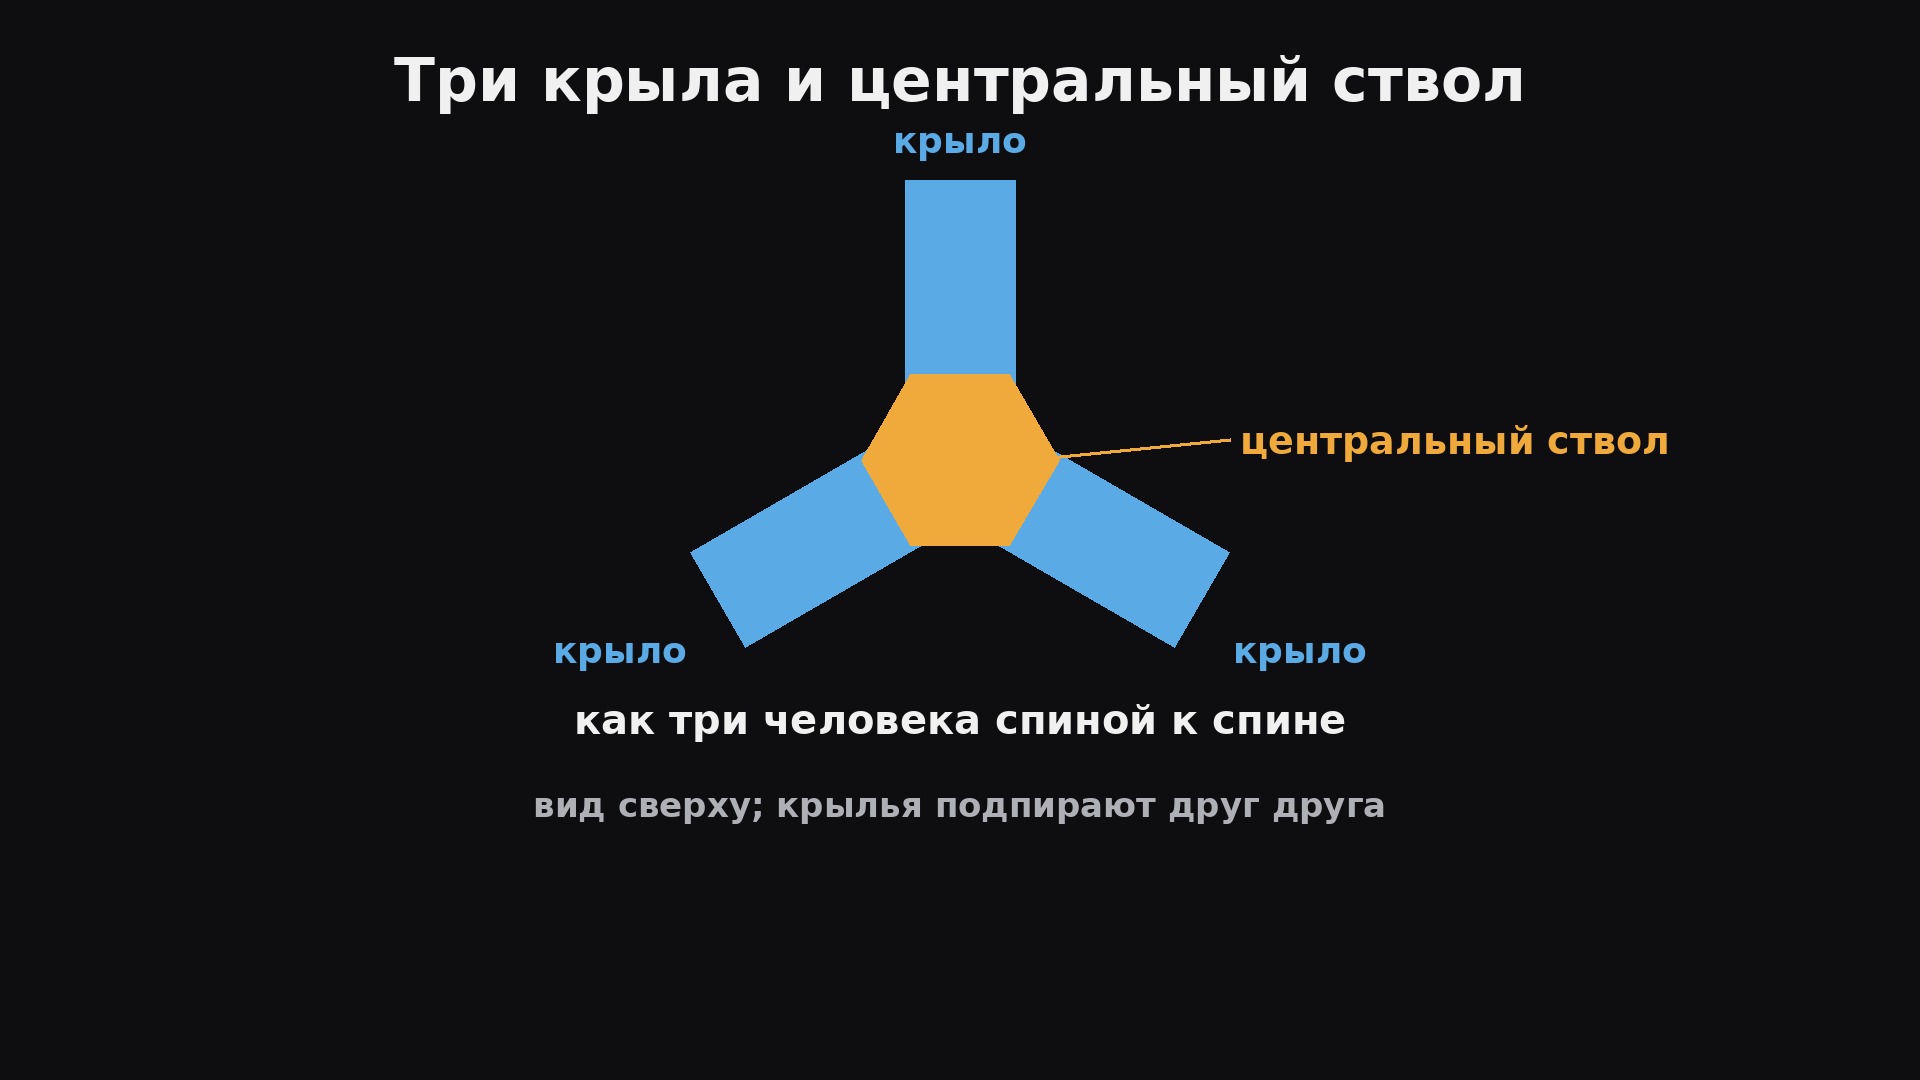 Три крыла и центральный ствол
крыло
центральный ствол
крыло
крыло
как три человека спиной к спине
вид сверху; крылья подпирают друг друга